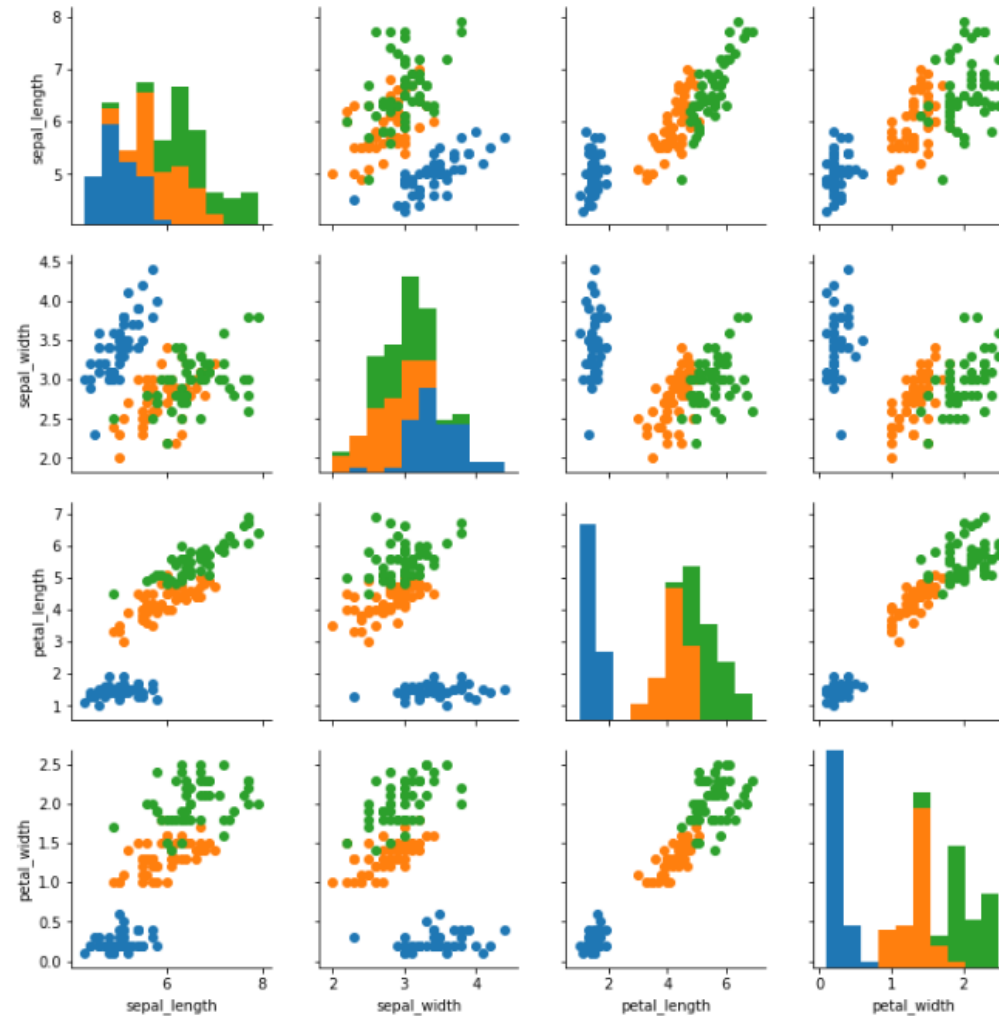 sepal_length
8
7
6
5
sepal_width
4.5
4.0
3.5
3.0
2.5
2.0
petal_length
7
6
5
4
3
2
1
petal_width
2.5
2.0
1.5
1.0
0.5
0.0
6 8
sepal_length
2 3 4
sepal_width
2 4 6
petal_length
0 1 2
petal_width